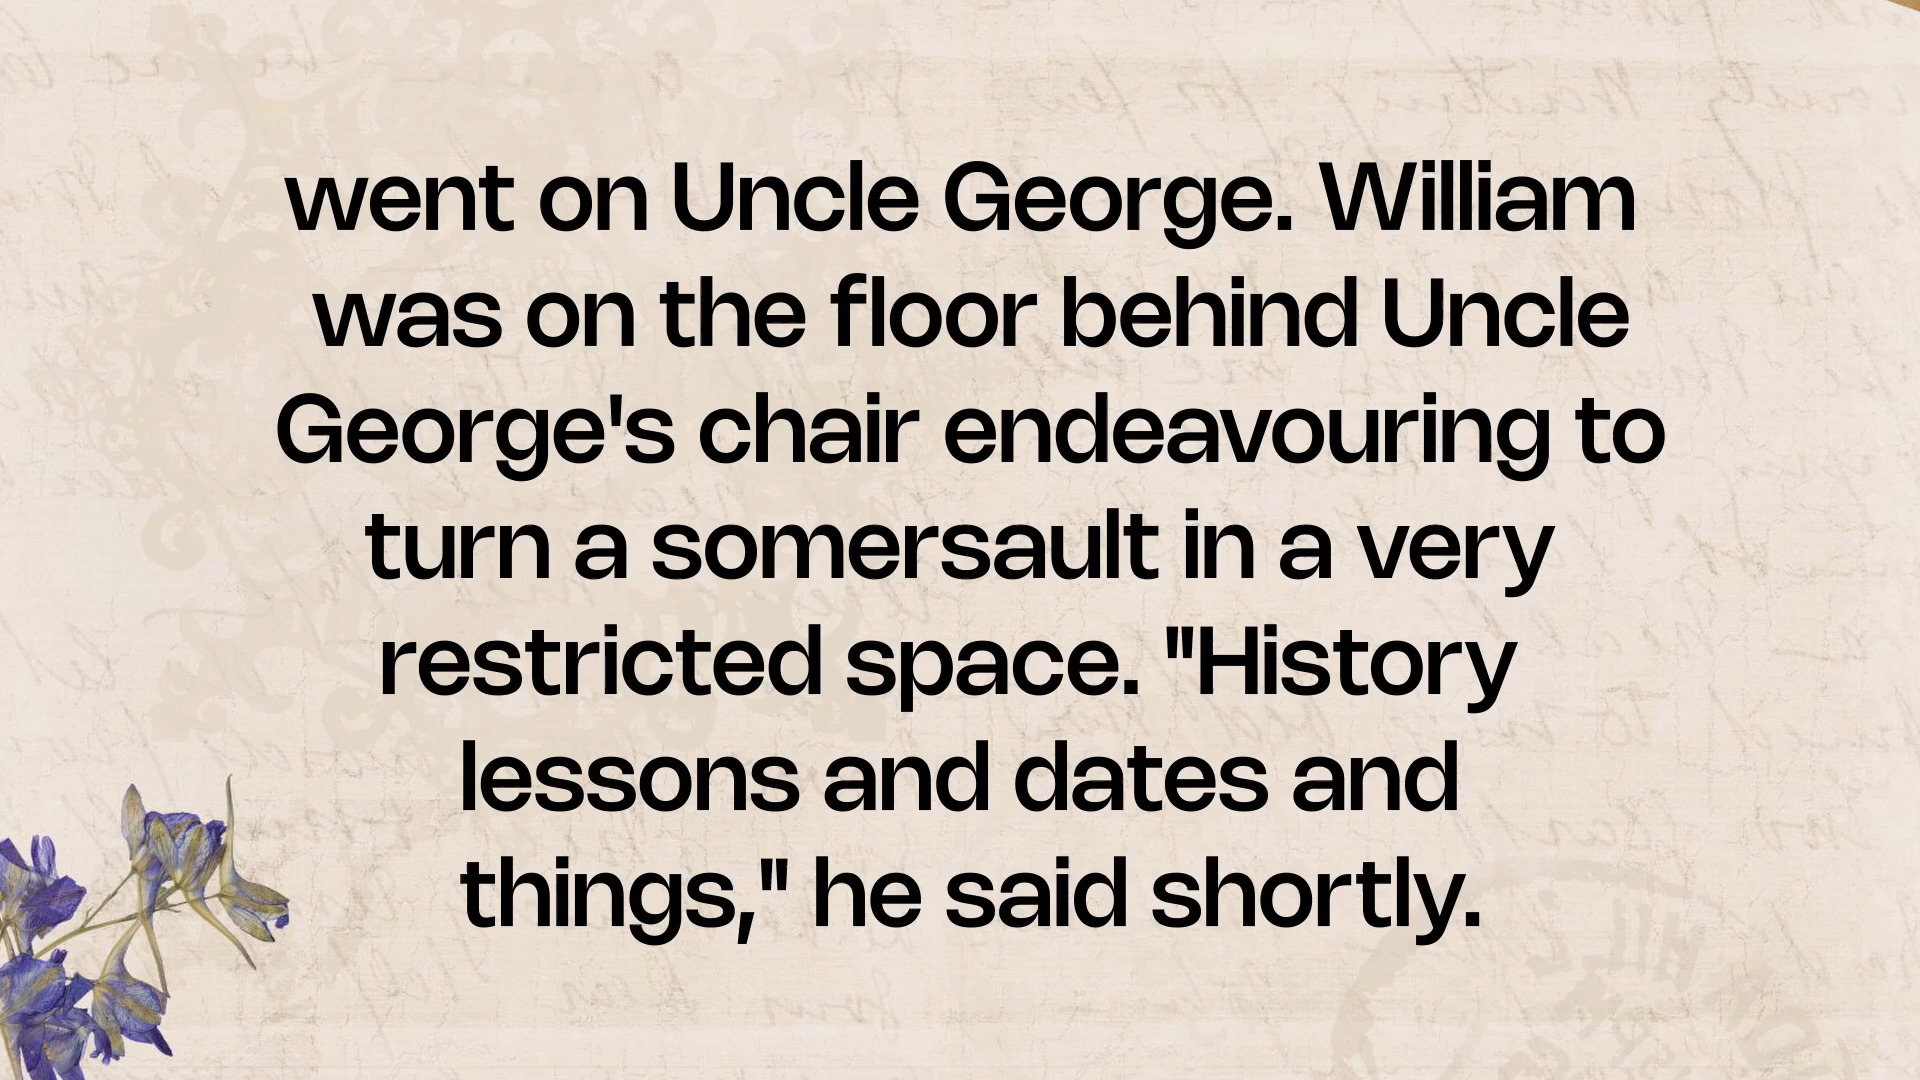 went on Uncle George. William
was on the floor behind Uncle
George's chair endeavouring to
turn a somersault in a very
restricted space. "History
lessons and dates and
things," he said shortly.